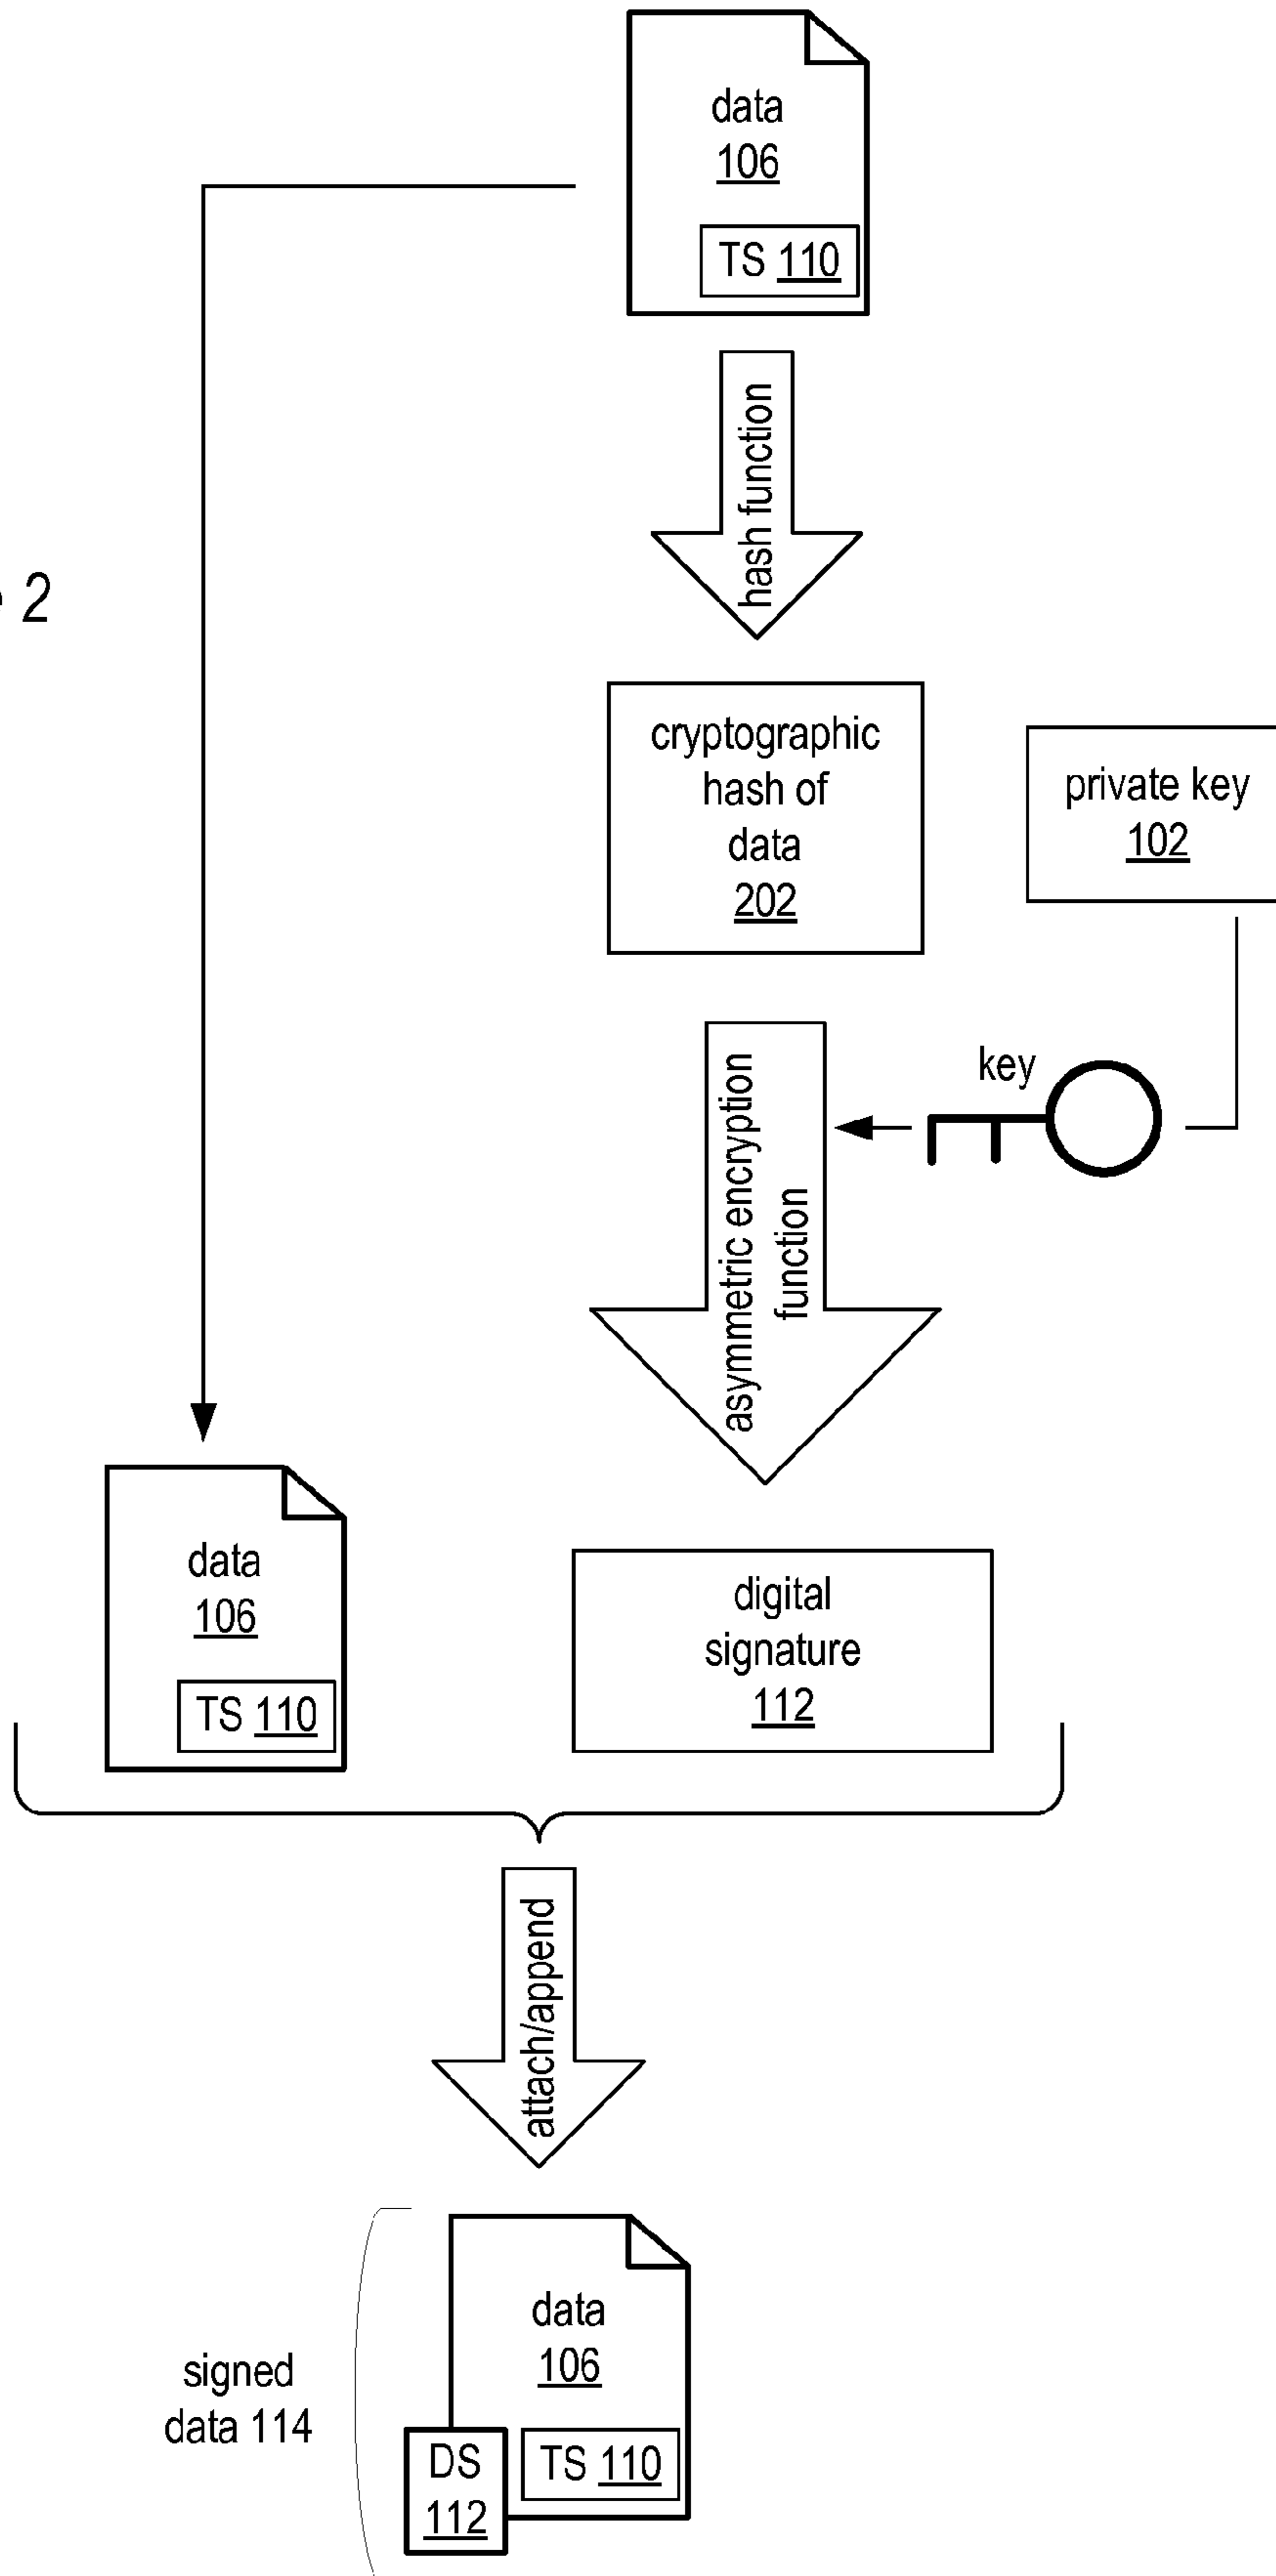 data
106
TS 110
hash function
2
cryptographic
hash of
data
202
private key
102
key
asymmetric encryption
function
data
106
TS 110
digital
signature
112
attach/append
data
106
signed
data 114
TS 110
DS
112